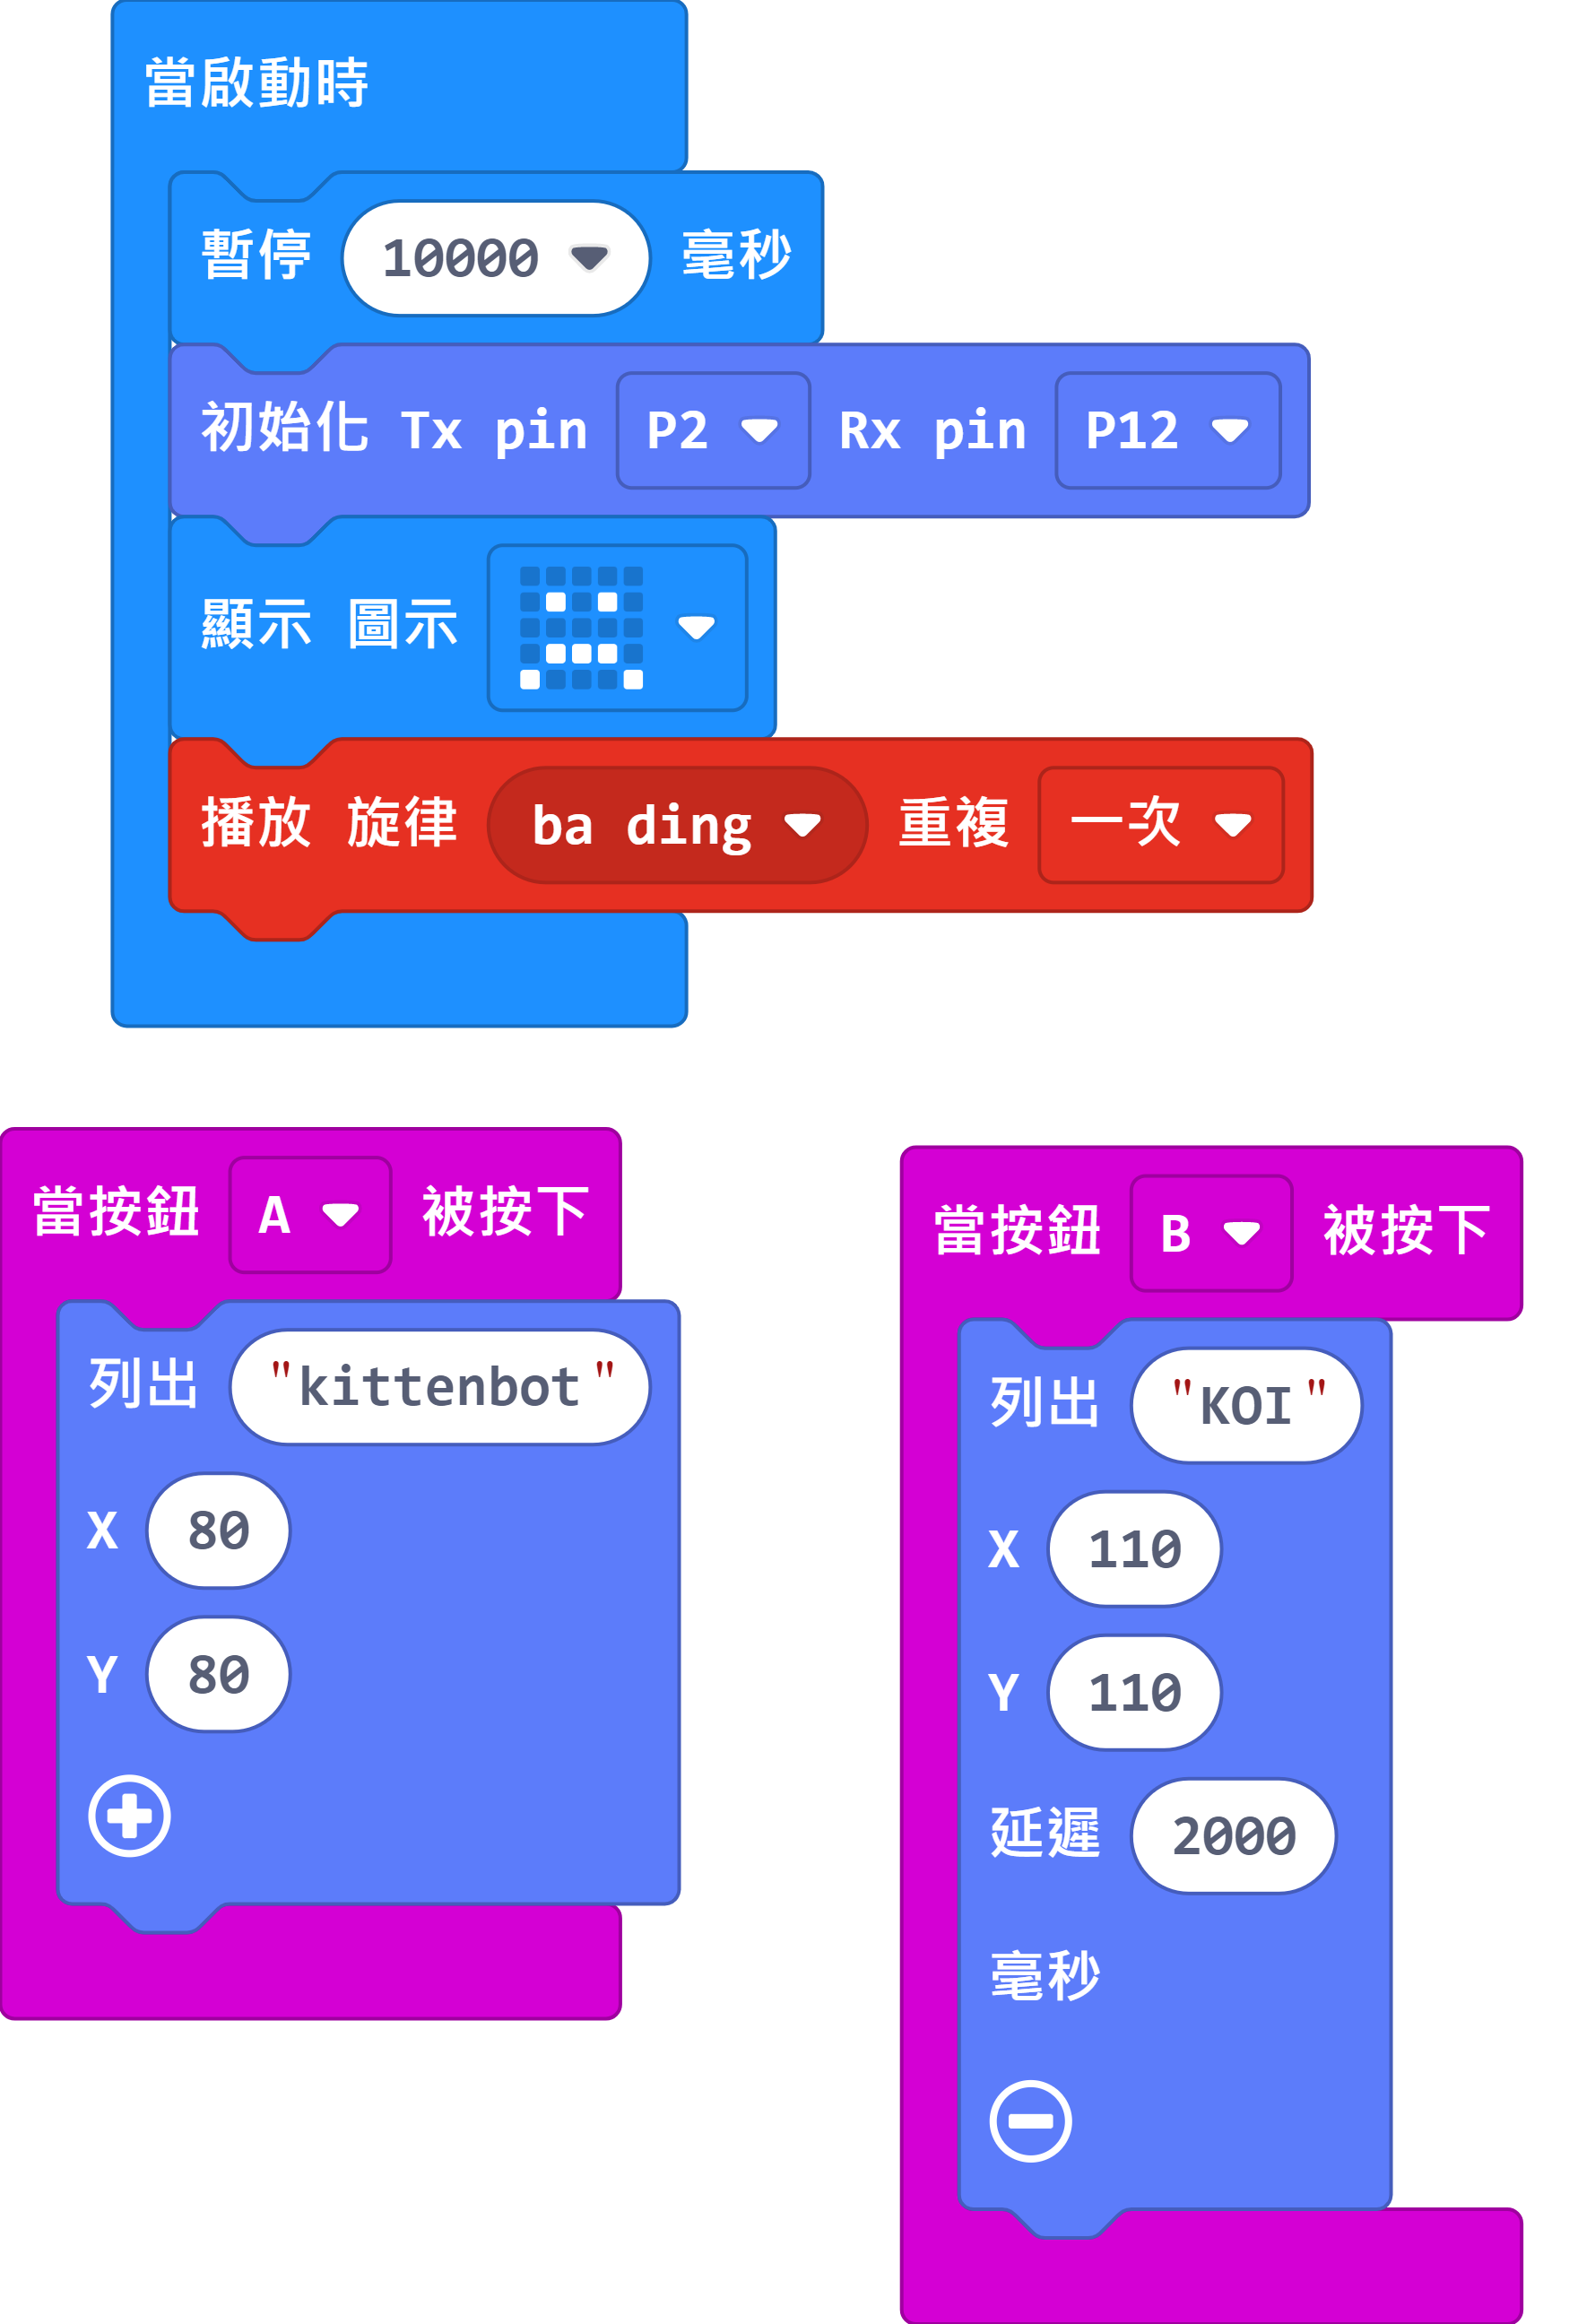 當啟動時
暫停 10000 毫秒
初始化 Tx pin P2 Rx pin P12
顯示 圖示
播放 旋律 ba ding 重複 一次
當按鈕 A 被按下
列出 "kittenbot"
X 80
Y 80
當按鈕 B 被按下
列出 "KOI"
X 110
Y 110
延遲 2000
毫秒